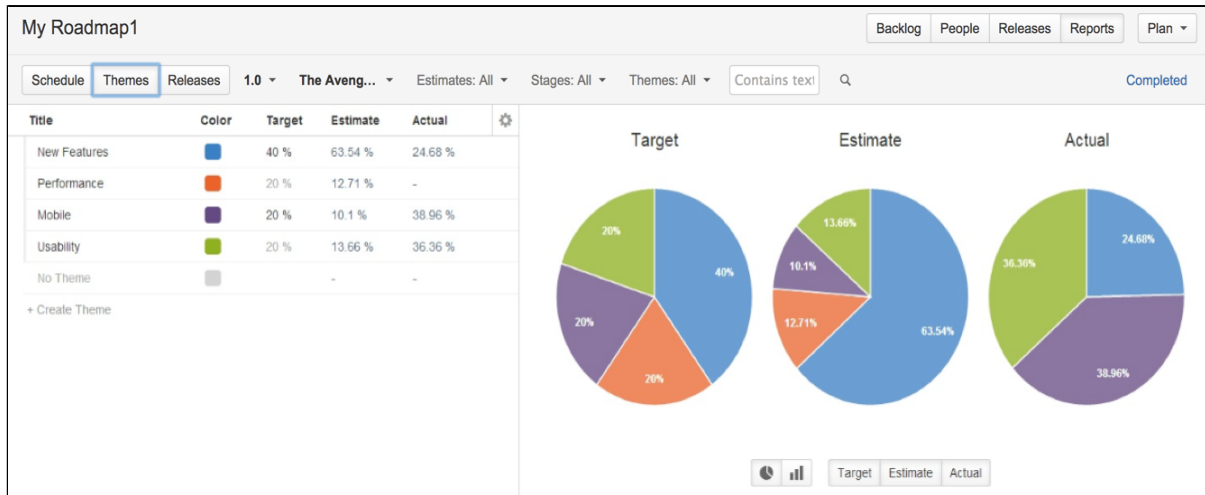 My Roadmap1
Backlog People Releases Reports Plan
Schedule Themes Releases 1.0 The Aveng... Estimates: All Stages: All Themes: All Contains text Completed
Title Color Target Estimate Actual
New Features 40 % 63.54 % 24.68 %
Performance 20 % 12.71 % -
Mobile 20 % 10.1 % 38.96 %
Usability 20 % 13.66 % 36.36 %
No Theme - -
+ Create Theme
Target Estimate Actual
20% 40% 20% 20%
13.66% 10.1% 12.71% 63.54%
24.68% 36.36% 38.96%
Target Estimate Actual